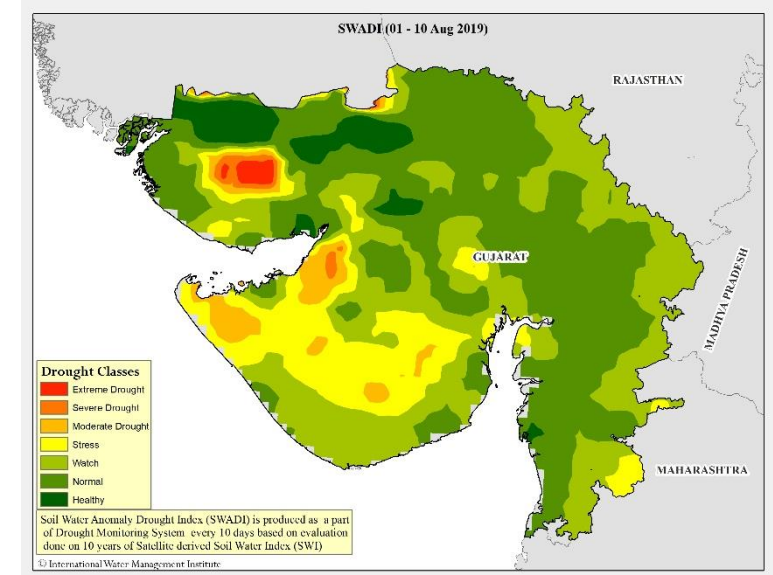 SWADI (01 - 10 Aug 2019)
RAJASTHAN
GUJARAT
MADHYA PRADESH
MAHARASHTRA
Drought Classes
Extreme Drought
Severe Drought
Moderate Drought
Stress
Watch
Normal
Healthy
Soil Water Anomaly Drought Index (SWADI) is produced as a part
of Drought Monitoring System every 10 days based on evaluation
done on 10 years of Satellite derived Soil Water Index (SWI)
© International Water Management Institute